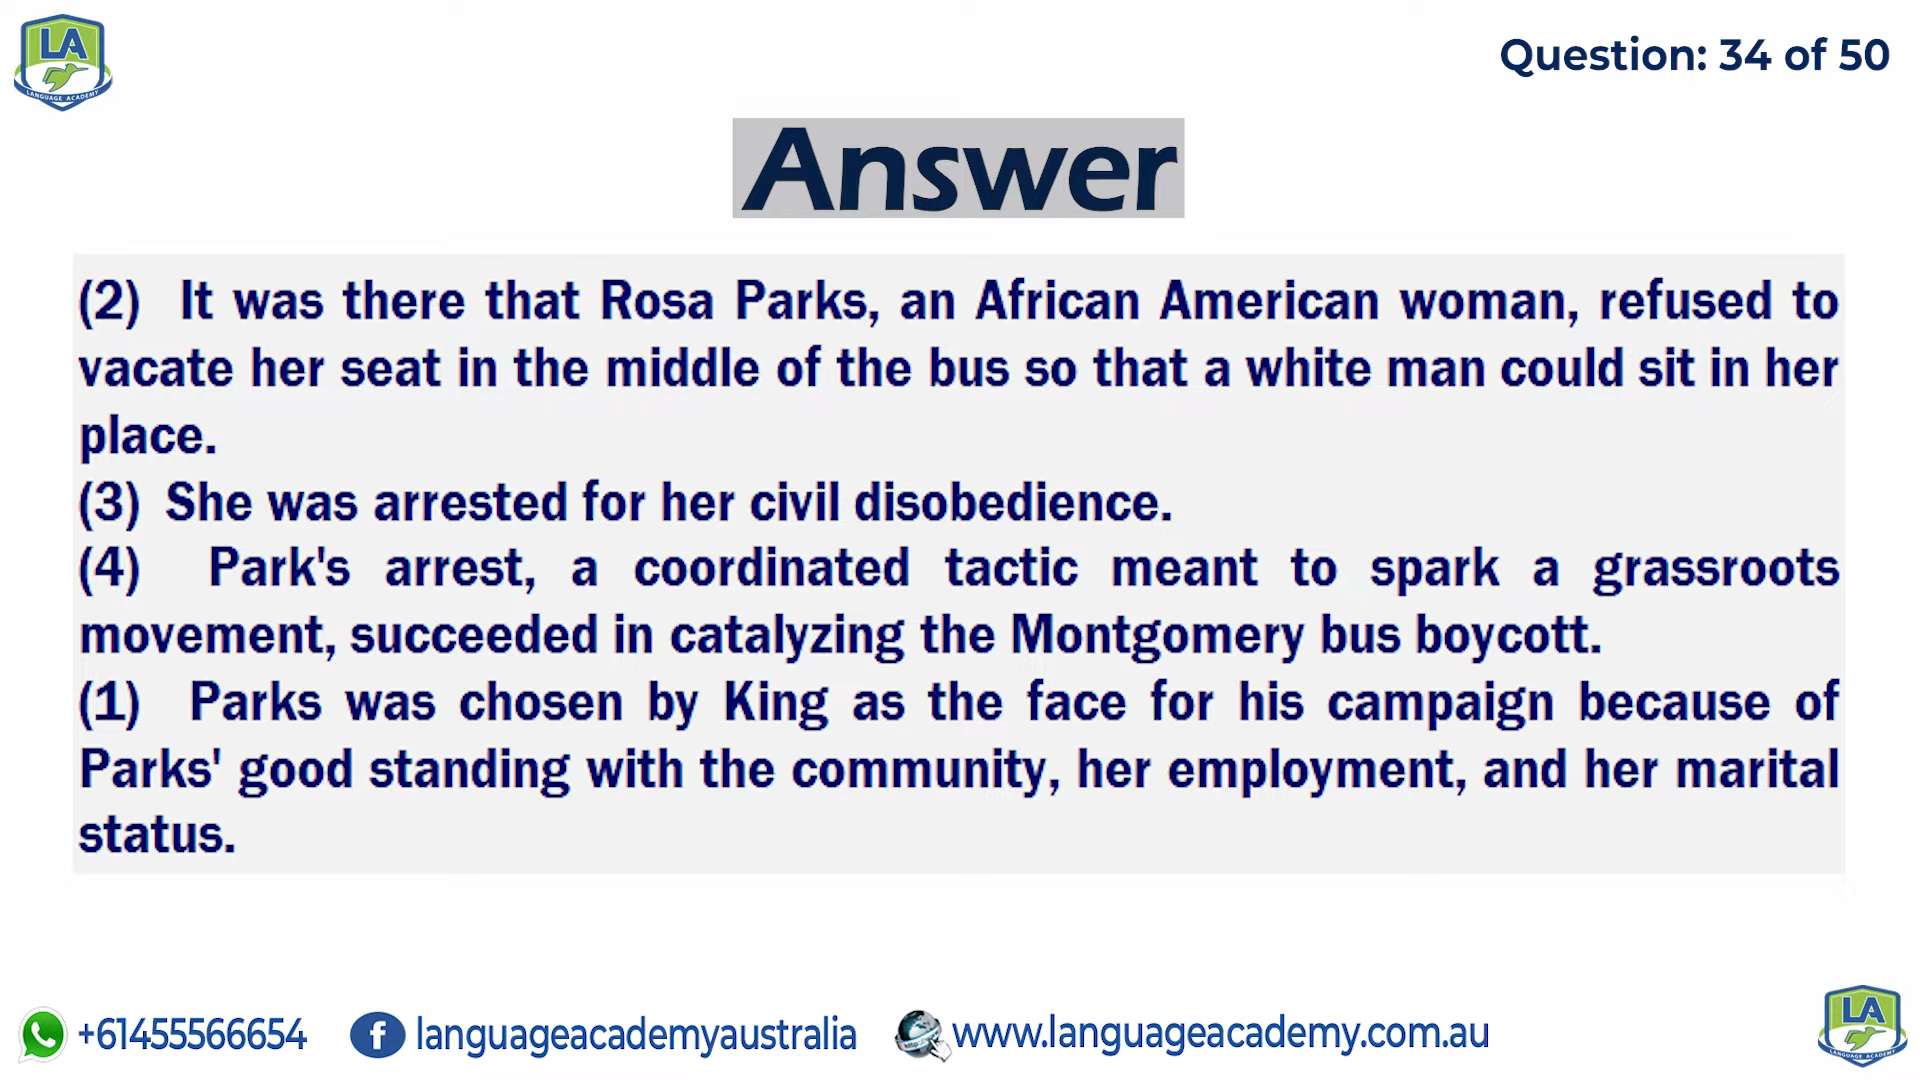 LA
LANGUAGE ACADEMY
Question: 34 of 50
Answer
(2) It was there that Rosa Parks, an African American woman, refused to
vacate her seat in the middle of the bus so that a white man could sit in her
place.
(3) She was arrested for her civil disobedience.
(4) Park's arrest, a coordinated tactic meant to spark a grassroots
movement, succeeded in catalyzing the Montgomery bus boycott.
(1) Parks was chosen by King as the face for his campaign because of
Parks' good standing with the community, her employment, and her marital
status.
+61455566654
f languageacademyaustralia
www.languageacademy.com.au
LA
LANGUAGE ACADEMY